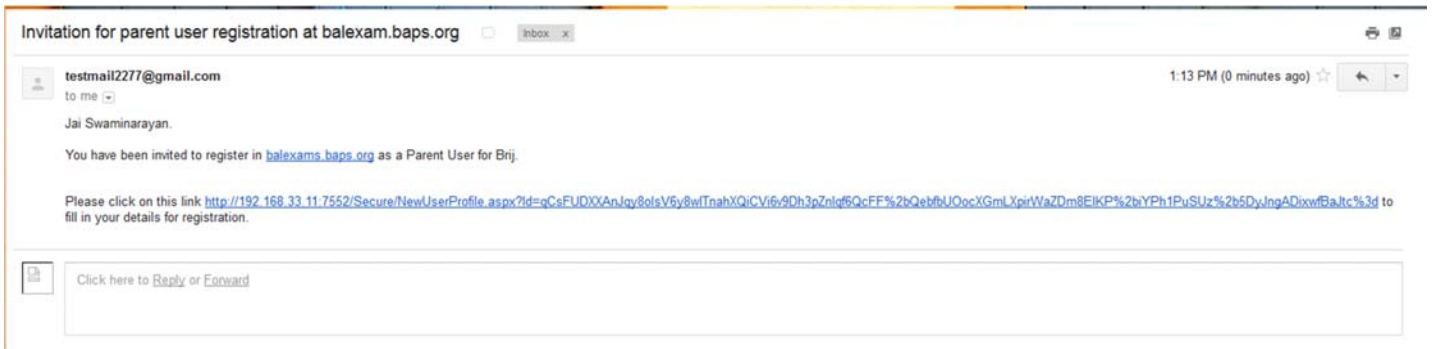 Invitation for parent user registration at balexam.baps.org Inbox x
testmail2277@gmail.com 1:13 PM (0 minutes ago)
to me
Jai Swaminarayan.
You have been invited to register in balexams.baps.org as a Parent User for Brij.
Please click on this link http://192.168.33.11:7552/Secure/NewUserProfile.aspx?Id=qCsFUDXXAnJqy8olsV6y8wlTnahXQiCVi6v9Dh3pZnlqf6QcFF%2bQebfbUOocXGmLXpirWaZDm8EIKP%2biYPh1PuSUz%2b5DyJngADixwfBaJtc%3d to
fill in your details for registration.
Click here to Reply or Forward